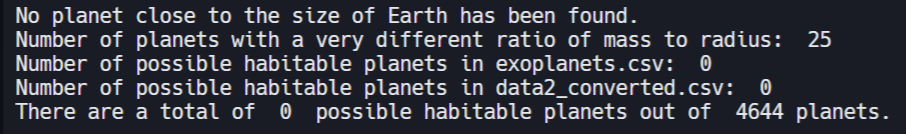 No planet close to the size of Earth has been found.
Number of planets with a very different ratio of mass to radius:  25
Number of possible habitable planets in exoplanets.csv:  0
Number of possible habitable planets in data2_converted.csv:  0
There are a total of  0  possible habitable planets out of  4644 planets.